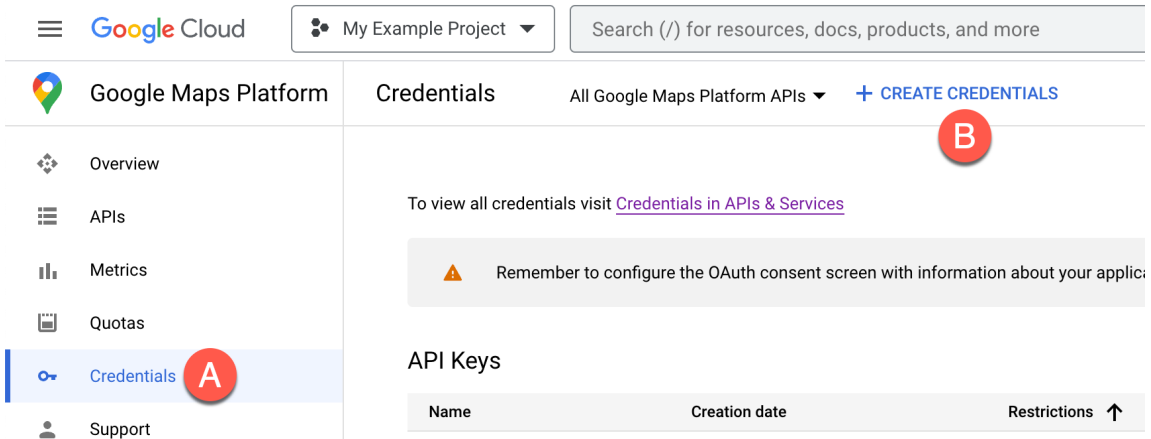 Google Cloud
My Example Project
Search (/) for resources, docs, products, and more
Google Maps Platform
Credentials
All Google Maps Platform APIs
+ CREATE CREDENTIALS
B
Overview
APIs
Metrics
Quotas
Credentials
A
Support
To view all credentials visit Credentials in APIs & Services
Remember to configure the OAuth consent screen with information about your applica
API Keys
Name Creation date Restrictions